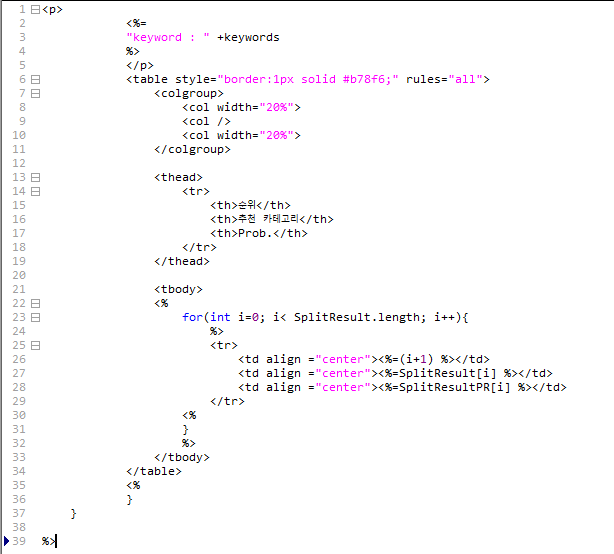 1 <p>
2 <%=
3 "keyword : " +keywords
4 %>
5 </p>
6 <table style="border:1px solid #b78f6;" rules="all">
7 <colgroup>
8 <col width="20%">
9 <col />
10 <col width="20%">
11 </colgroup>
12
13 <thead>
14 <tr>
15 <th>순위</th>
16 <th>추천 카테고리</th>
17 <th>Prob.</th>
18 </tr>
19 </thead>
20
21 <tbody>
22 <%
23 for(int i=0; i< SplitResult.length; i++){
24 %>
25 <tr>
26 <td align ="center"><%=(i+1) %></td>
27 <td align ="center"><%=SplitResult[i] %></td>
28 <td align ="center"><%=SplitResultPR[i] %></td>
29 </tr>
30 <%
31 }
32 %>
33 </tbody>
34 </table>
35 <%
36 }
37 }
38
39 %>